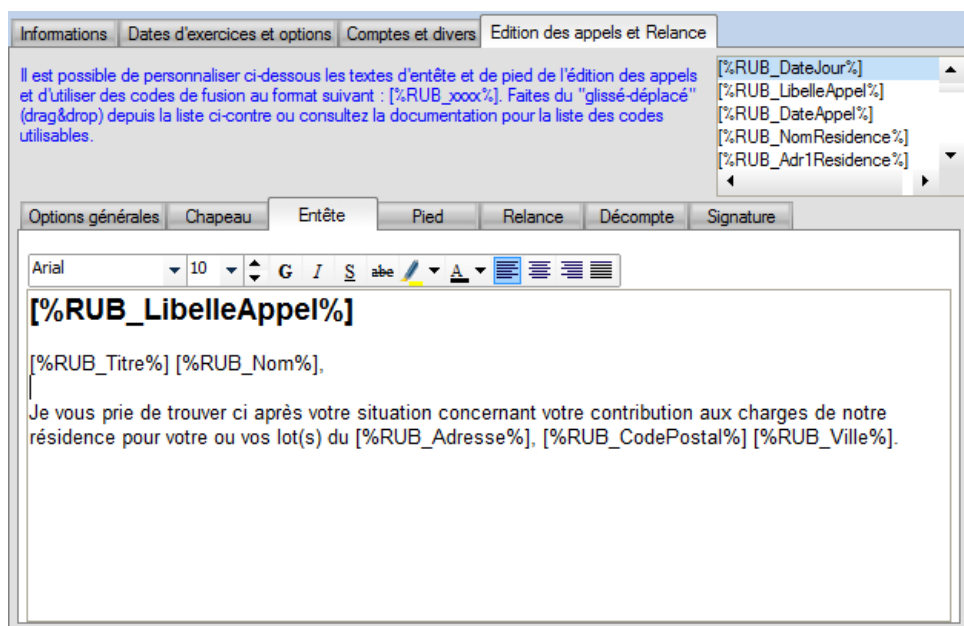 Informations Dates d'exercices et options Comptes et divers Edition des appels et Relance
Il est possible de personnaliser ci-dessous les textes d'entête et de pied de l'édition des appels
et d'utiliser des codes de fusion au format suivant : [%RUB_xxxx%]. Faites du "glissé-déplacé"
(drag&drop) depuis la liste ci-contre ou consultez la documentation pour la liste des codes
utilisables.
[%RUB_DateJour%]
[%RUB_LibelleAppel%]
[%RUB_DateAppel%]
[%RUB_NomResidence%]
[%RUB_Adr1Residence%]
Options générales Chapeau Entête Pied Relance Décompte Signature
Arial 10 G I S abc A
[%RUB_LibelleAppel%]
[%RUB_Titre%] [%RUB_Nom%],
Je vous prie de trouver ci après votre situation concernant votre contribution aux charges de notre
résidence pour votre ou vos lot(s) du [%RUB_Adresse%], [%RUB_CodePostal%] [%RUB_Ville%].